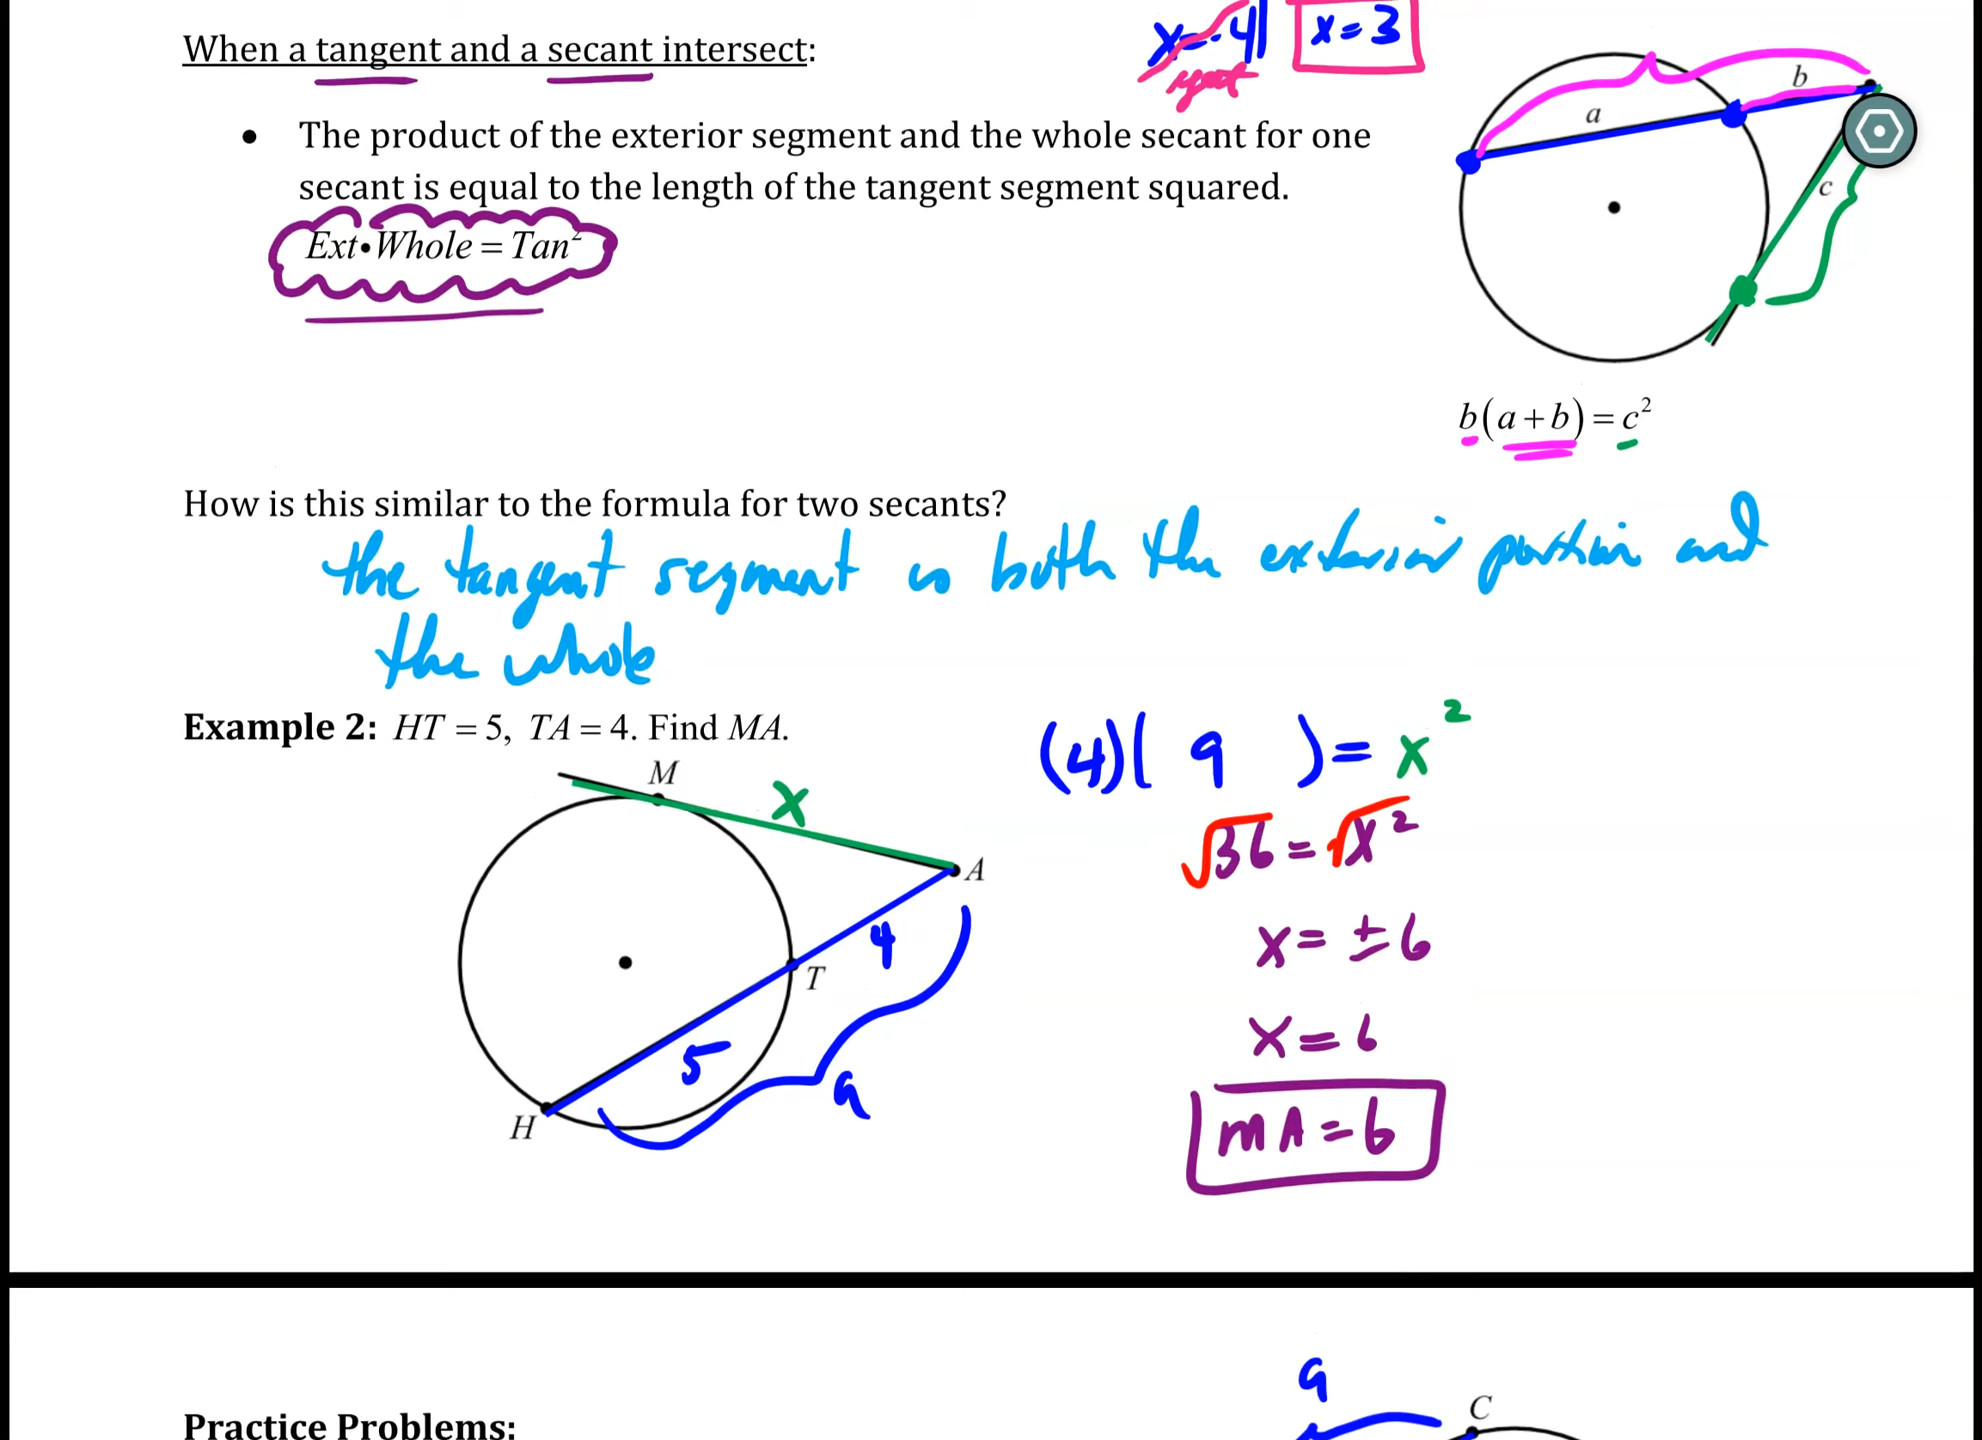 x=-4 x=3
reject
When a tangent and a secant intersect:
a b
• The product of the exterior segment and the whole secant for one
secant is equal to the length of the tangent segment squared.
c
Ext•Whole = Tan²
b(a+b) = c²
How is this similar to the formula for two secants?
the tangent segment is both the exterior portion and
the whole
Example 2: HT = 5, TA = 4. Find MA.
(4)( 9 ) = x²
M
x
√36 = √x²
A
4
x = ±6
T
x = 6
5
9
H
MA = 6
9
C
Practice Problems: